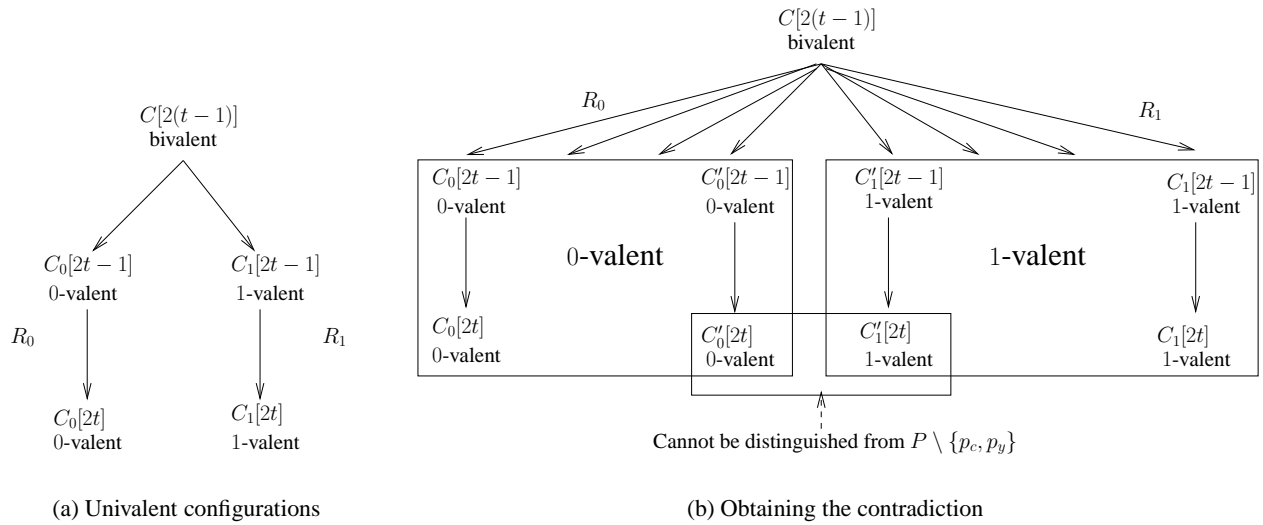 C[2(t − 1)]
bivalent
C₀[2t − 1]
0-valent
C₁[2t − 1]
1-valent
R₀
R₁
C₀[2t]
0-valent
C₁[2t]
1-valent
(a) Univalent configurations
C[2(t − 1)]
bivalent
R₀
R₁
C₀[2t − 1]
0-valent
C′₀[2t − 1]
0-valent
C′₁[2t − 1]
1-valent
C₁[2t − 1]
1-valent
0-valent
1-valent
C₀[2t]
0-valent
C′₀[2t]
0-valent
C′₁[2t]
1-valent
C₁[2t]
1-valent
Cannot be distinguished from P \ {p_c, p_y}
(b) Obtaining the contradiction